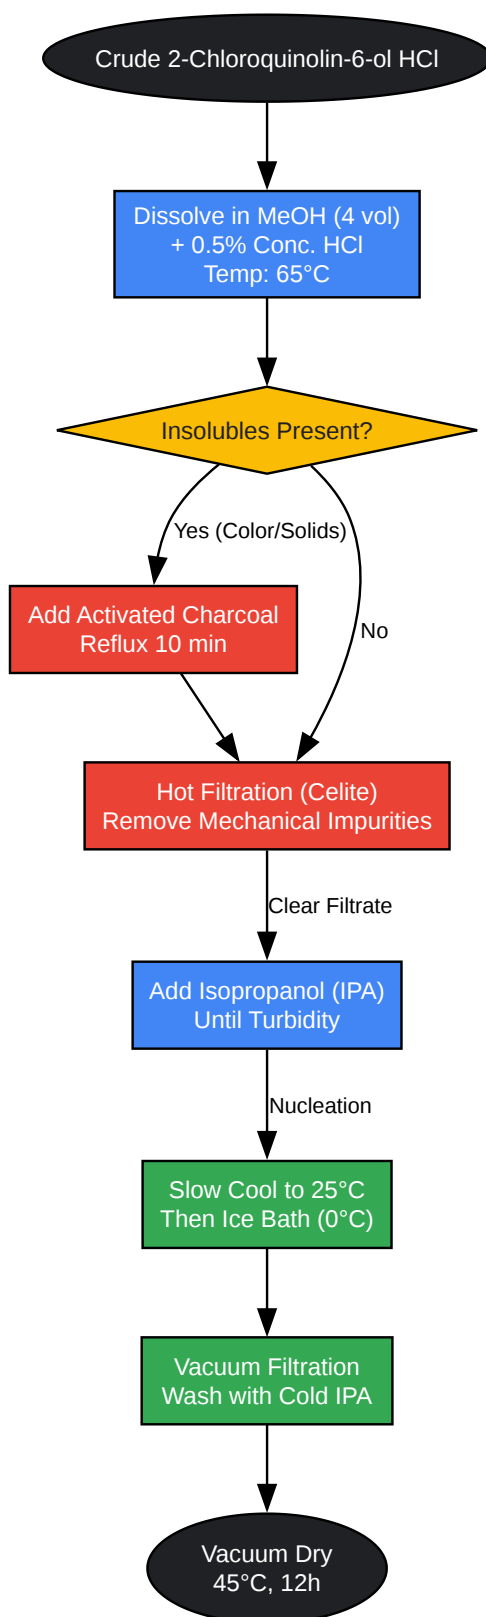 Crude 2-Chloroquinolin-6-ol HCl
Dissolve in MeOH (4 vol)
+ 0.5% Conc. HCl
Temp: 65°C
Insolubles Present?
Yes (Color/Solids)
Add Activated Charcoal
Reflux 10 min
No
Hot Filtration (Celite)
Remove Mechanical Impurities
Clear Filtrate
Add Isopropanol (IPA)
Until Turbidity
Nucleation
Slow Cool to 25°C
Then Ice Bath (0°C)
Vacuum Filtration
Wash with Cold IPA
Vacuum Dry
45°C, 12h